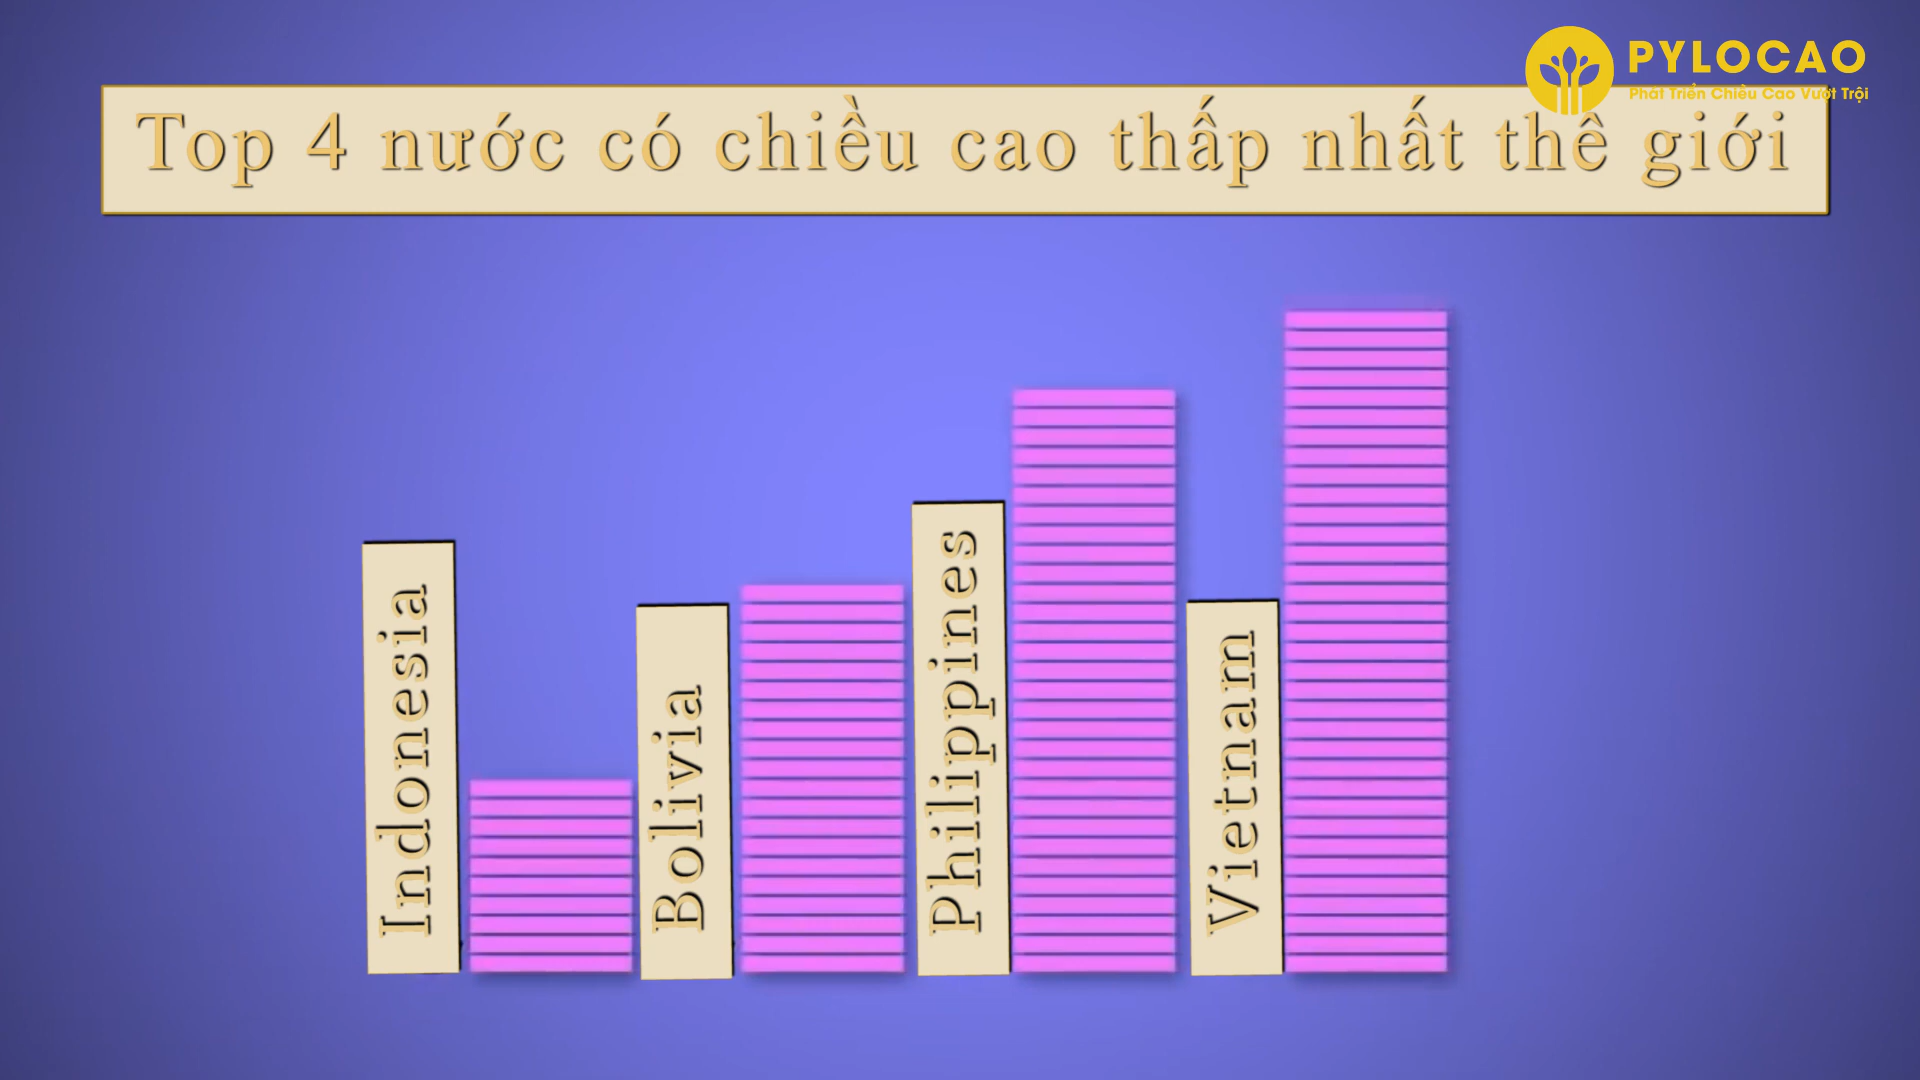 PYLOCAO
Phát Triển Chiều Cao Vượt Trội
Top 4 nước có chiều cao thấp nhất thế giới
Indonesia
Bolivia
Philippines
Vietnam